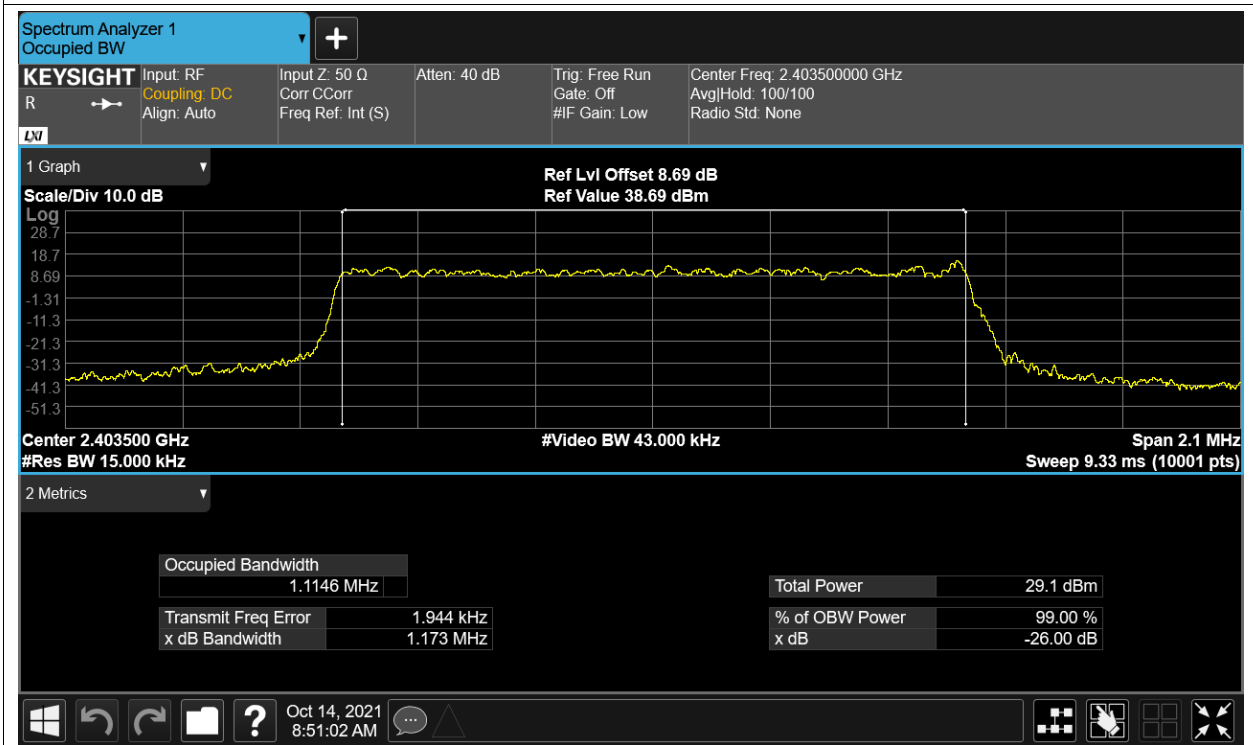 Spectrum Analyzer 1
Occupied BW
KEYSIGHT
R
LXI
Input: RF
Coupling: DC
Align: Auto
Input Z: 50 Ω
Corr CCorr
Freq Ref: Int (S)
Atten: 40 dB
Trig: Free Run
Gate: Off
#IF Gain: Low
Center Freq: 2.403500000 GHz
Avg|Hold: 100/100
Radio Std: None
1 Graph
Scale/Div 10.0 dB
Ref Lvl Offset 8.69 dB
Ref Value 38.69 dBm
Log
28.7
18.7
8.69
-1.31
-11.3
-21.3
-31.3
-41.3
-51.3
Center 2.403500 GHz
#Video BW 43.000 kHz
Span 2.1 MHz
#Res BW 15.000 kHz
Sweep 9.33 ms (10001 pts)
2 Metrics
Occupied Bandwidth
1.1146 MHz
Total Power 29.1 dBm
Transmit Freq Error 1.944 kHz
% of OBW Power 99.00 %
x dB Bandwidth 1.173 MHz
x dB -26.00 dB
?
Oct 14, 2021
8:51:02 AM